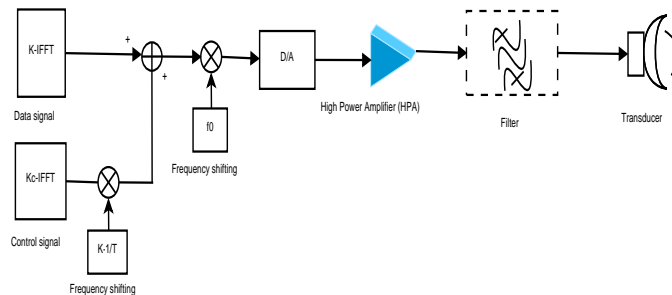 K-IFFT
Data signal
+
+
f0
Frequency shifting
D/A
High Power Amplifier (HPA)
Filter
Transducer
Kc-IFFT
Control signal
K-1/T
Frequency shifting